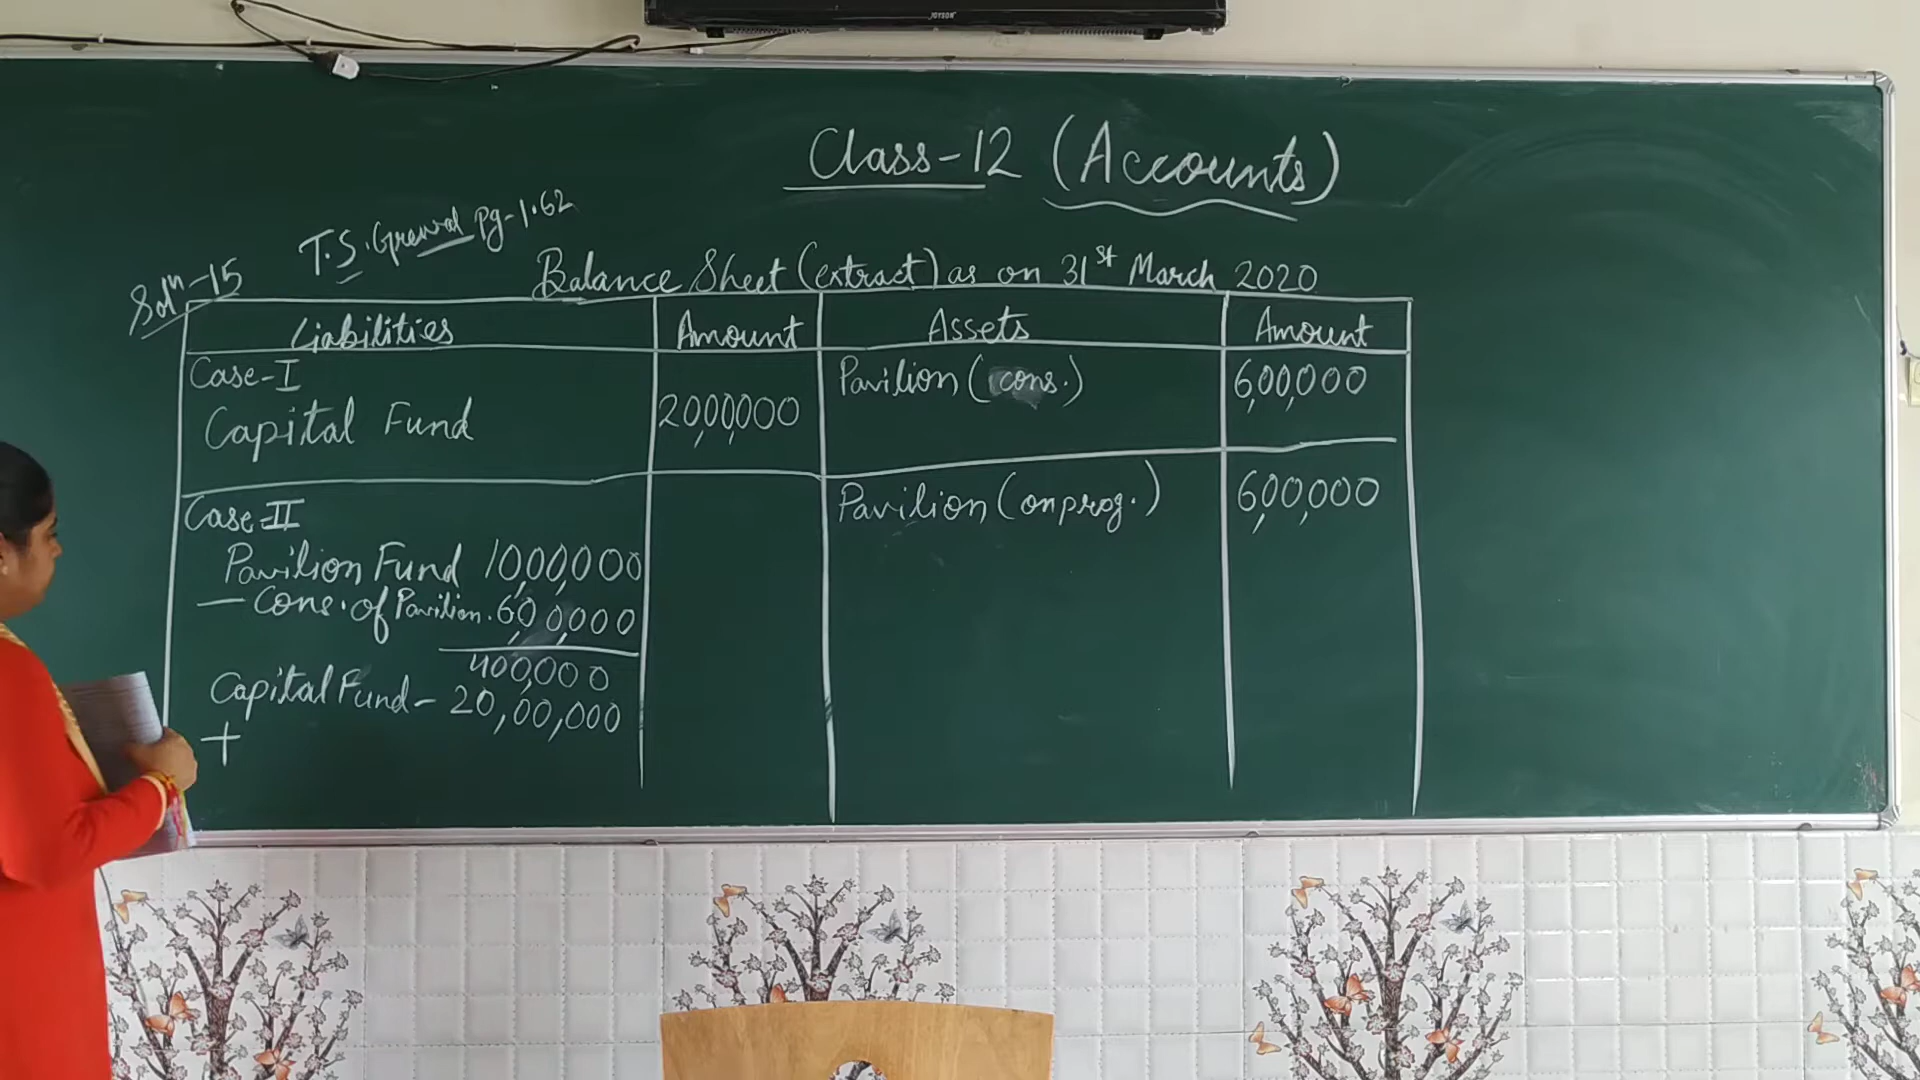 JOYSON
Class-12 (Accounts)
T.S. Grewal Pg-1.62
Solⁿ-15
Balance Sheet (extract) as on 31st March 2020
Liabilities Amount Assets Amount
Case-I Pavilion (cons.) 6,00,000
Capital Fund 20,00,000
Case-II Pavilion (onprog.) 6,00,000
Pavilion Fund 10,00,000
- Cons. of Pavilion. 6,00,000
4,00,000
Capital Fund - 20,00,000
+